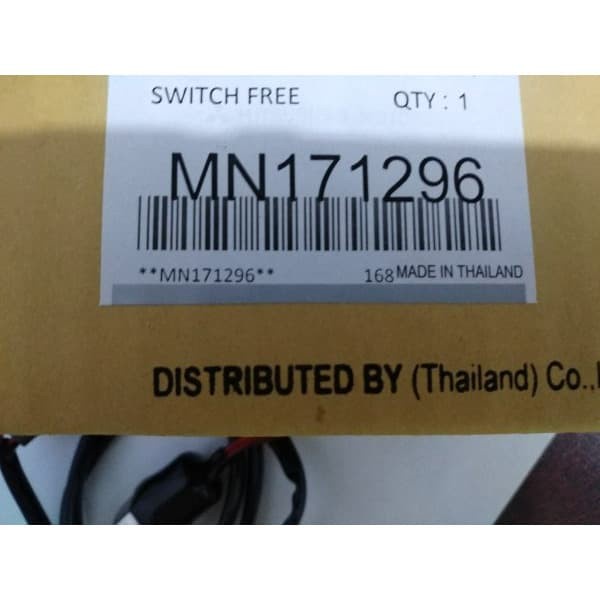 SWITCH FREE QTY : 1
MN171296
**MN171296** 168 MADE IN THAILAND
DISTRIBUTED BY (Thailand) Co.,